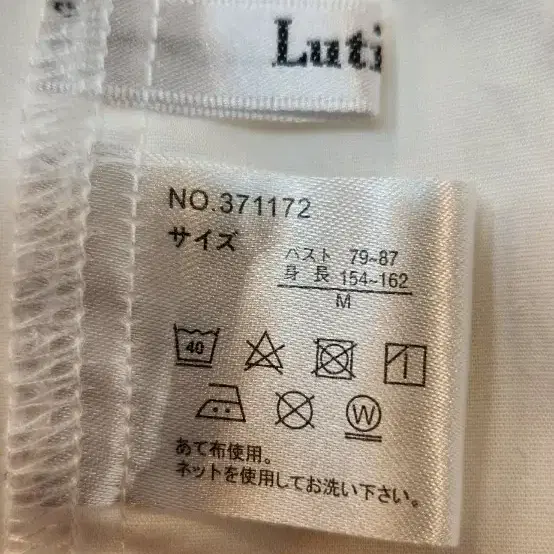 Luti
NO.371172
サイズ
バスト 79~87
身長 154~162
M
40
W
あて布使用。
ネットを使用してお洗い下さい。